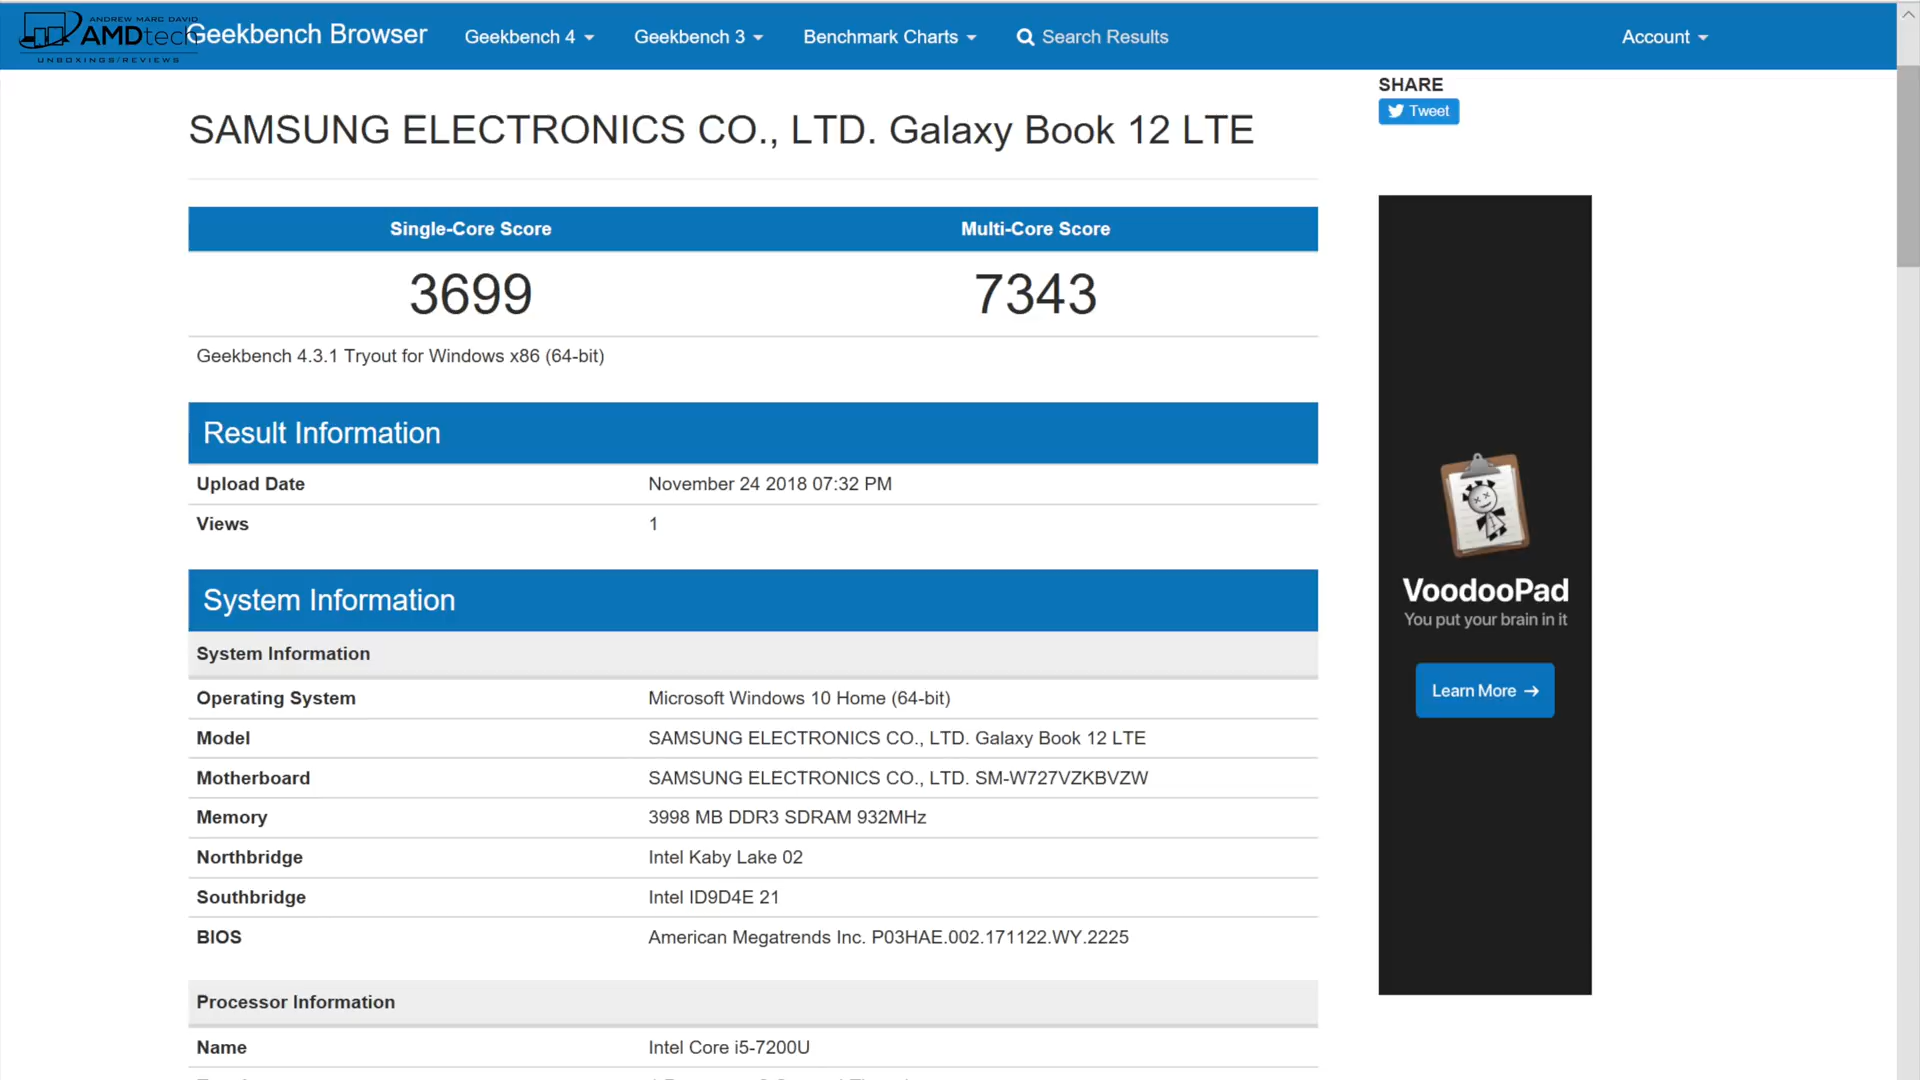 ANDREW MARC DAVID
AMDtech
UNBOXINGS/REVIEWS
Geekbench Browser
Geekbench 4
Geekbench 3
Benchmark Charts
Search Results
Account
SHARE
Tweet
SAMSUNG ELECTRONICS CO., LTD. Galaxy Book 12 LTE
Single-Core Score Multi-Core Score
3699 7343
Geekbench 4.3.1 Tryout for Windows x86 (64-bit)
Result Information
Upload Date November 24 2018 07:32 PM
Views 1
System Information
System Information
Operating System Microsoft Windows 10 Home (64-bit)
Model SAMSUNG ELECTRONICS CO., LTD. Galaxy Book 12 LTE
Motherboard SAMSUNG ELECTRONICS CO., LTD. SM-W727VZKBVZW
Memory 3998 MB DDR3 SDRAM 932MHz
Northbridge Intel Kaby Lake 02
Southbridge Intel ID9D4E 21
BIOS American Megatrends Inc. P03HAE.002.171122.WY.2225
Processor Information
Name Intel Core i5-7200U
VoodooPad
You put your brain in it
Learn More →